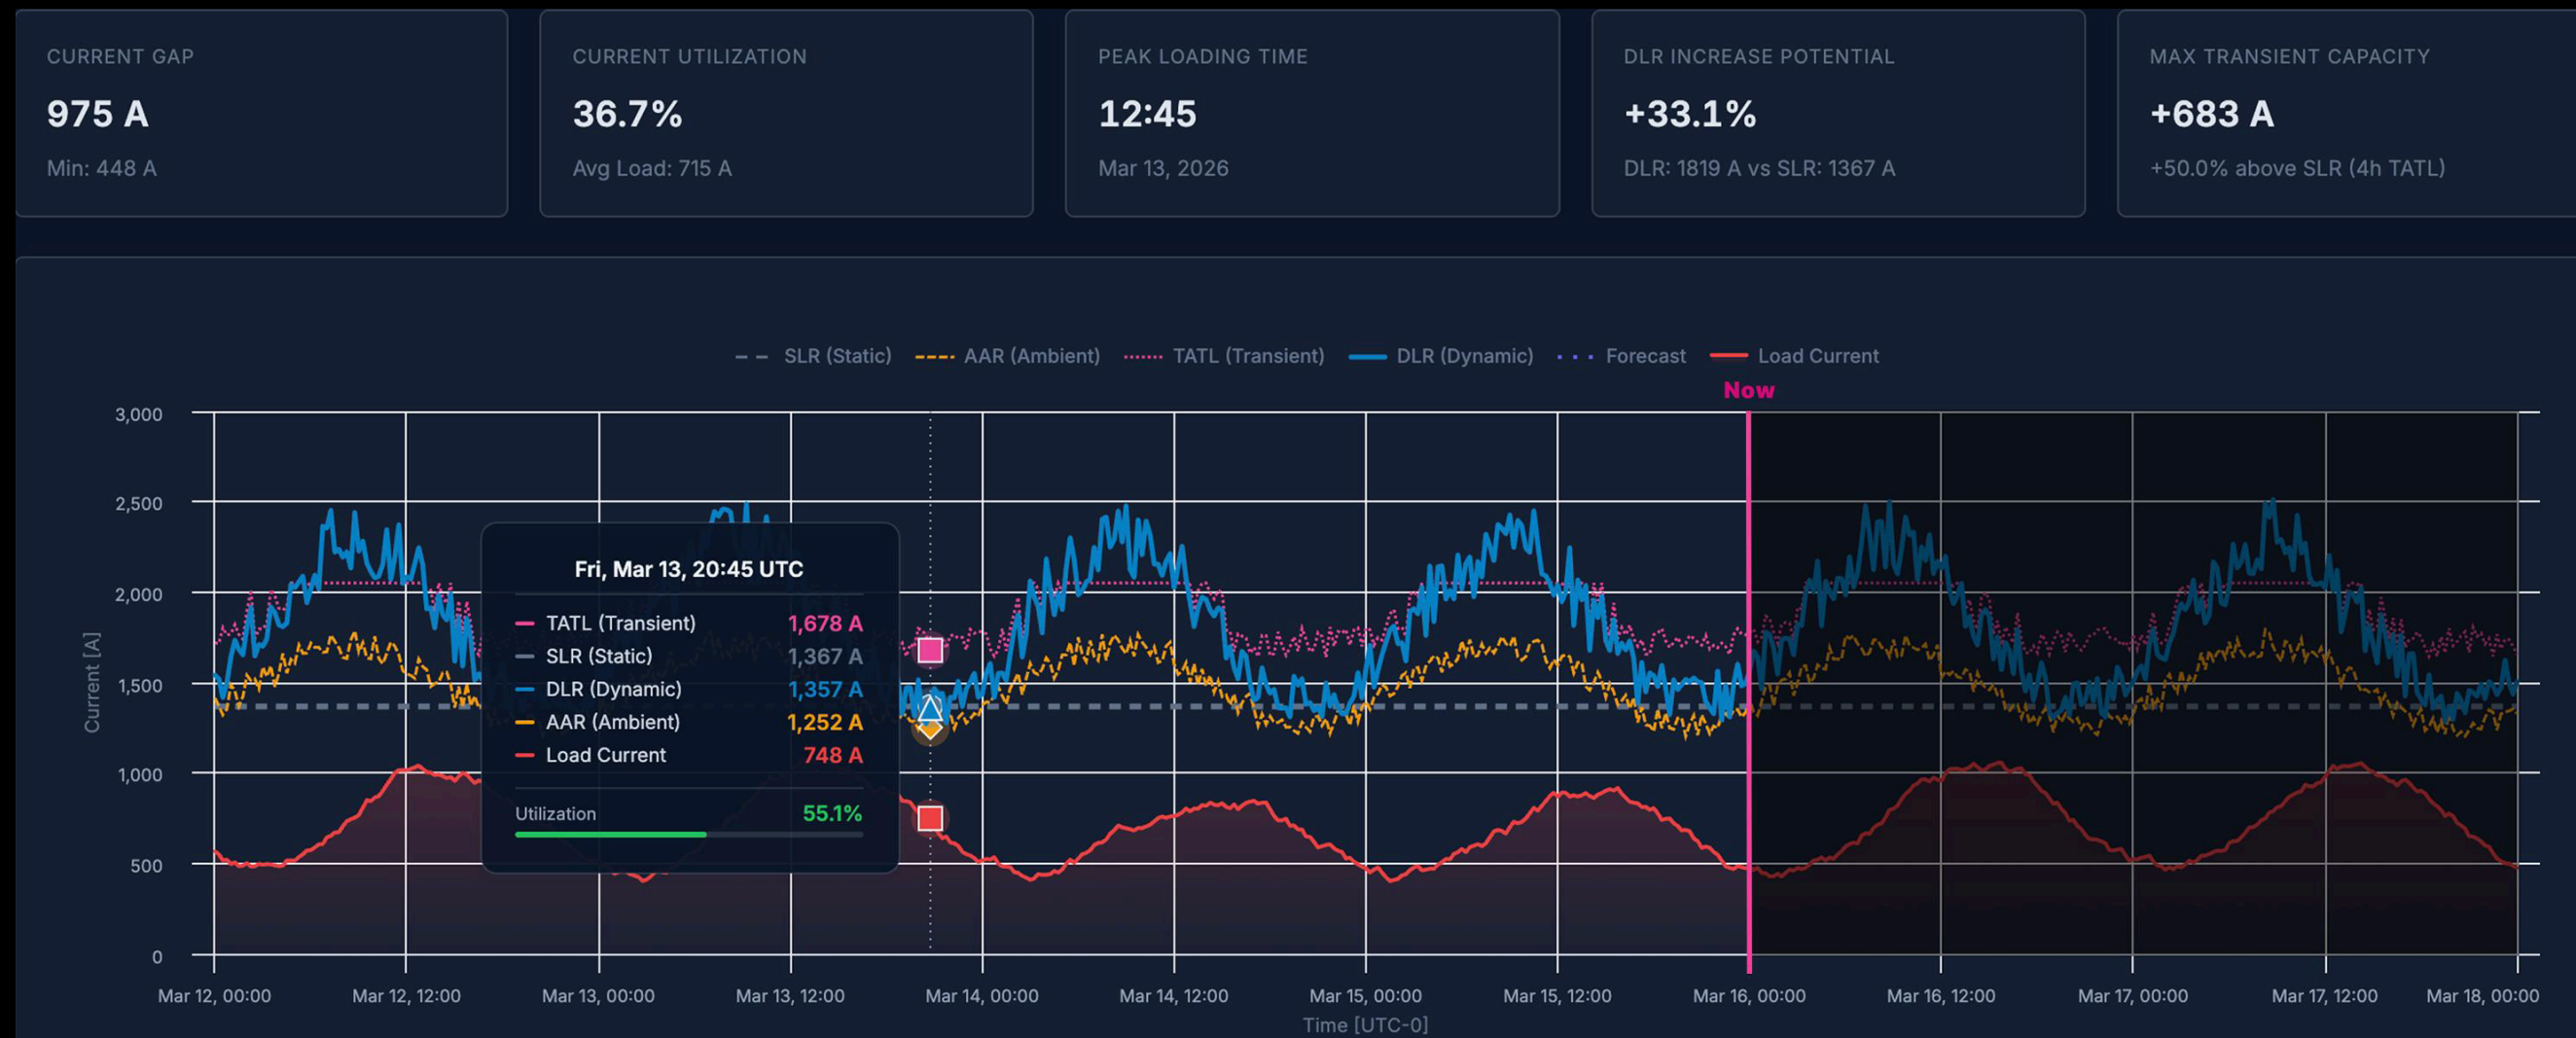 CURRENT GAP
975 A
Min: 448 A
CURRENT UTILIZATION
36.7%
Avg Load: 715 A
PEAK LOADING TIME
12:45
Mar 13, 2026
DLR INCREASE POTENTIAL
+33.1%
DLR: 1819 A vs SLR: 1367 A
MAX TRANSIENT CAPACITY
+683 A
+50.0% above SLR (4h TATL)
SLR (Static) AAR (Ambient) TATL (Transient) DLR (Dynamic) Forecast Load Current
Now
3,000
2,500
2,000
1,500
1,000
500
0
Current [A]
Fri, Mar 13, 20:45 UTC
TATL (Transient) 1,678 A
SLR (Static) 1,367 A
DLR (Dynamic) 1,357 A
AAR (Ambient) 1,252 A
Load Current 748 A
Utilization 55.1%
Mar 12, 00:00 Mar 12, 12:00 Mar 13, 00:00 Mar 13, 12:00 Mar 14, 00:00 Mar 14, 12:00 Mar 15, 00:00 Mar 15, 12:00 Mar 16, 00:00 Mar 16, 12:00 Mar 17, 00:00 Mar 17, 12:00 Mar 18, 00:00
Time [UTC-0]